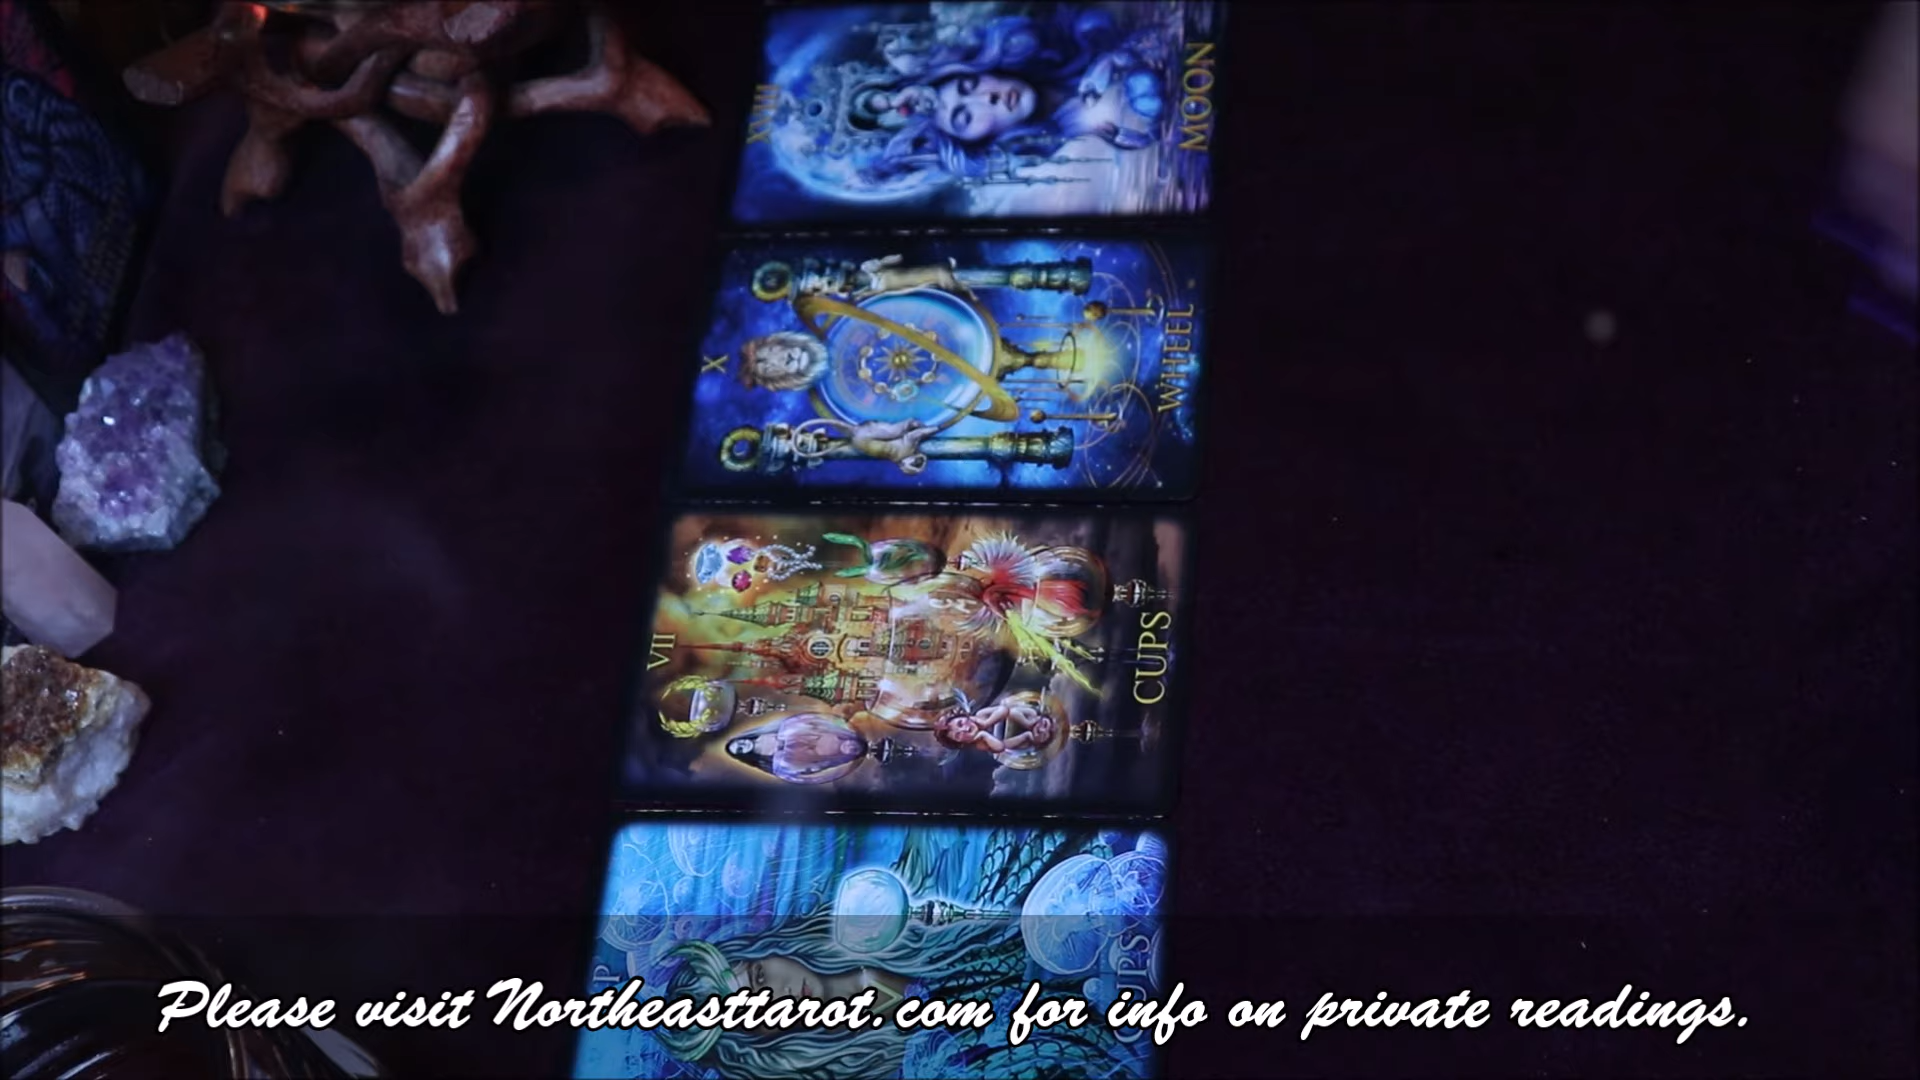 XVIII
MOON
X
WHEEL
VII
CUPS
P
CUPS
Please visit Northeasttarot.com for info on private readings.